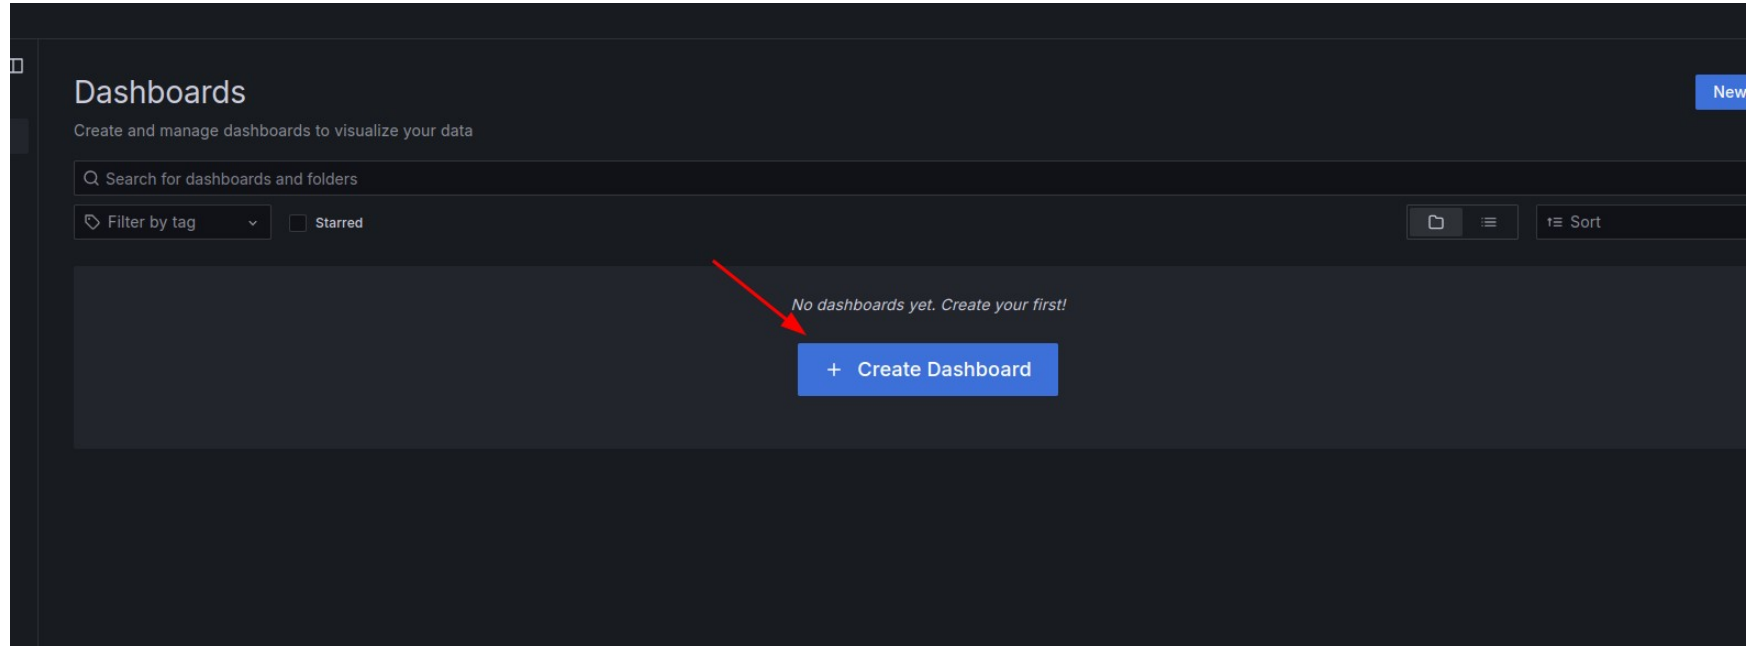 Dashboards
New
Create and manage dashboards to visualize your data
Search for dashboards and folders
Filter by tag
Starred
Sort
No dashboards yet. Create your first!
+ Create Dashboard